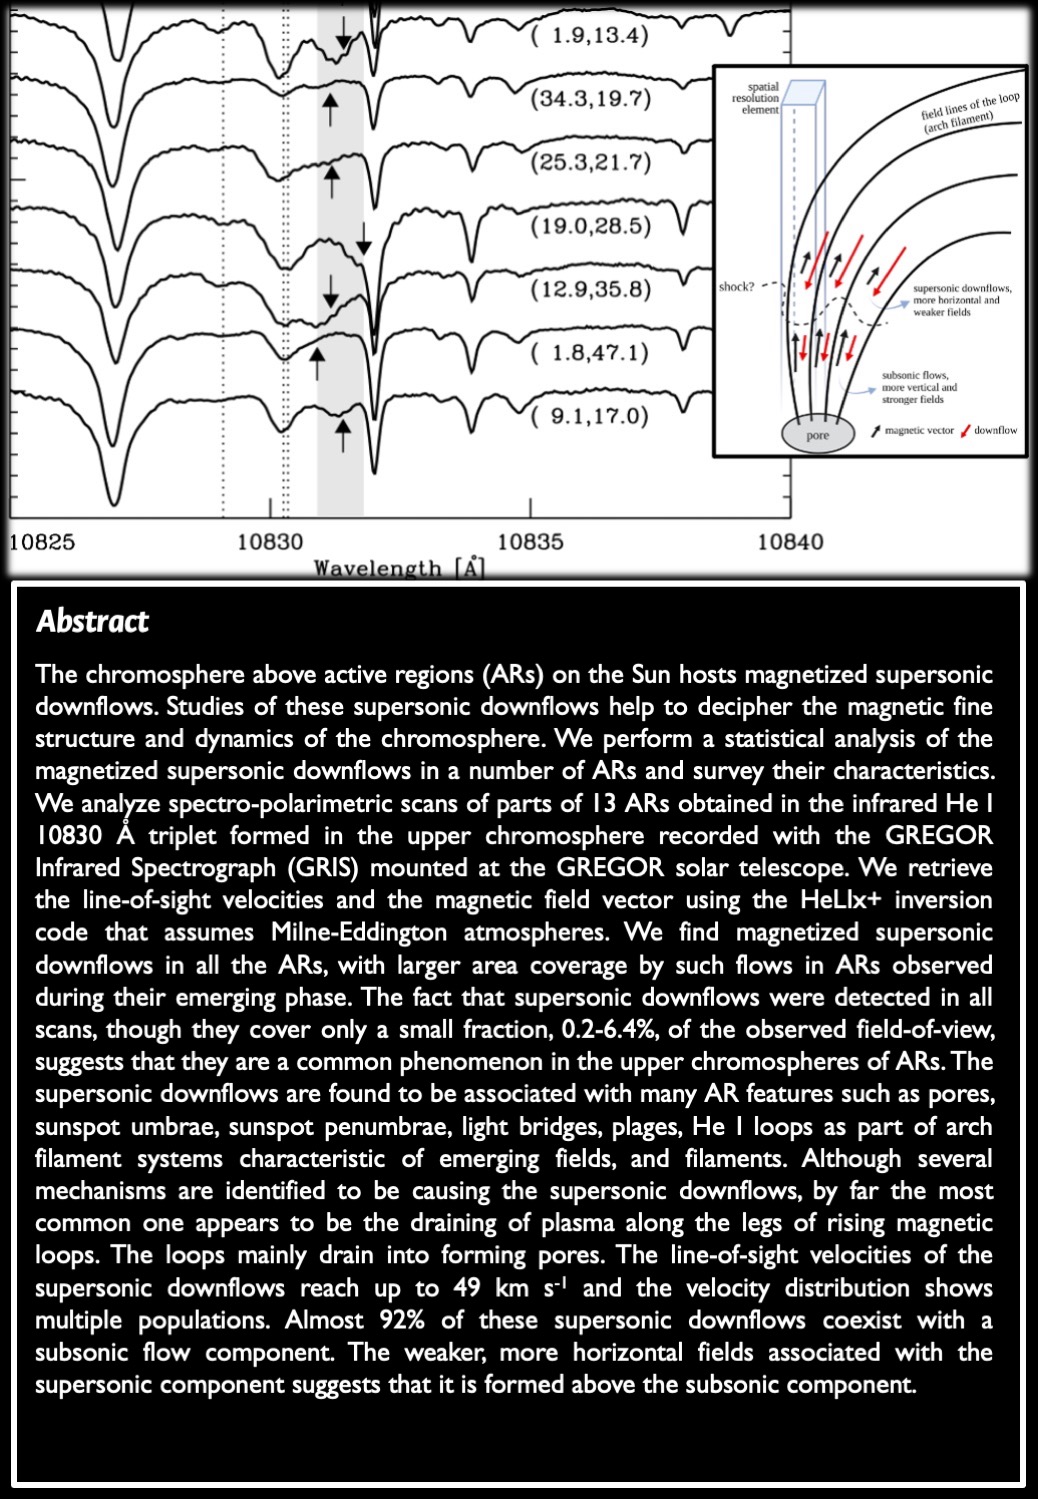 ( 1.9,13.4)
(34.3,19.7)
(25.3,21.7)
(19.0,28.5)
(12.9,35.8)
( 1.8,47.1)
( 9.1,17.0)
10825 10830 10835 10840
Wavelength [Å]
spatial
resolution
element
field lines of the loop
(arch filament)
shock?
supersonic downflows,
more horizontal and
weaker fields
subsonic flows,
more vertical and
stronger fields
pore
magnetic vector
downflow
Abstract
The chromosphere above active regions (ARs) on the Sun hosts magnetized supersonic
downflows. Studies of these supersonic downflows help to decipher the magnetic fine
structure and dynamics of the chromosphere. We perform a statistical analysis of the
magnetized supersonic downflows in a number of ARs and survey their characteristics.
We analyze spectro-polarimetric scans of parts of 13 ARs obtained in the infrared He I
10830 Å triplet formed in the upper chromosphere recorded with the GREGOR
Infrared Spectrograph (GRIS) mounted at the GREGOR solar telescope. We retrieve
the line-of-sight velocities and the magnetic field vector using the HeLIx+ inversion
code that assumes Milne-Eddington atmospheres. We find magnetized supersonic
downflows in all the ARs, with larger area coverage by such flows in ARs observed
during their emerging phase. The fact that supersonic downflows were detected in all
scans, though they cover only a small fraction, 0.2-6.4%, of the observed field-of-view,
suggests that they are a common phenomenon in the upper chromospheres of ARs. The
supersonic downflows are found to be associated with many AR features such as pores,
sunspot umbrae, sunspot penumbrae, light bridges, plages, He I loops as part of arch
filament systems characteristic of emerging fields, and filaments. Although several
mechanisms are identified to be causing the supersonic downflows, by far the most
common one appears to be the draining of plasma along the legs of rising magnetic
loops. The loops mainly drain into forming pores. The line-of-sight velocities of the
supersonic downflows reach up to 49 km s⁻¹ and the velocity distribution shows
multiple populations. Almost 92% of these supersonic downflows coexist with a
subsonic flow component. The weaker, more horizontal fields associated with the
supersonic component suggests that it is formed above the subsonic component.